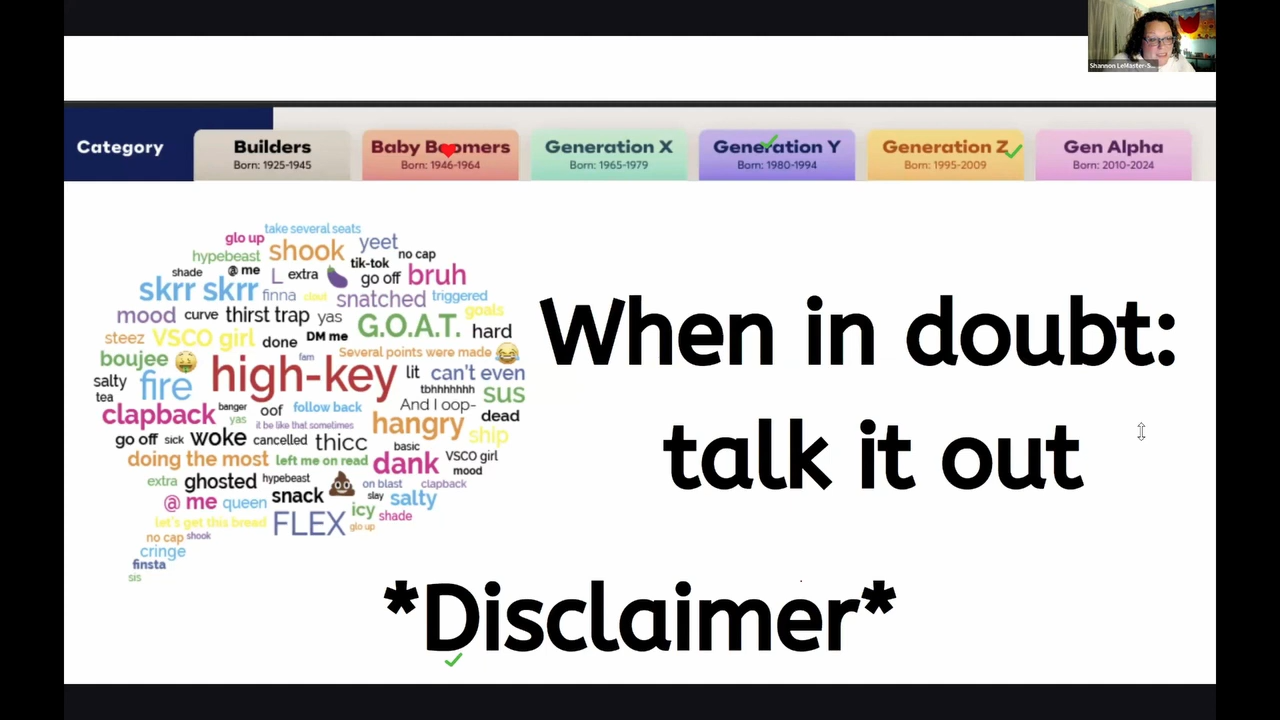 Shannon LeMaster-S...
Category
Builders
Born: 1925-1945
Baby Boomers
Born: 1946-1964
Generation X
Born: 1965-1979
Generation Y
Born: 1980-1994
Generation Z
Born: 1995-2009
Gen Alpha
Born: 2010-2024
take several seats
glo up shook yeet
hypebeast no cap
shade @ me L extra 🍆 tik-tok go off bruh
skrr skrr finna clout snatched triggered
mood curve thirst trap yas G.O.A.T. goals
steez VSCO girl done DM me hard
boujee 🤑 fam Several points were made 😂
salty fire high-key lit can't even
tea tbhhhhhhh sus
clapback banger oof follow back And I oop- dead
yas it be like that sometimes hangry ship
go off sick woke cancelled thicc basic
doing the most left me on read dank VSCO girl
extra ghosted hypebeast 💩 on blast clapback mood
@ me queen snack slay salty
let's get this bread FLEX icy shade
no cap shook glo up
cringe
finsta
sis
When in doubt:
talk it out
*Disclaimer*